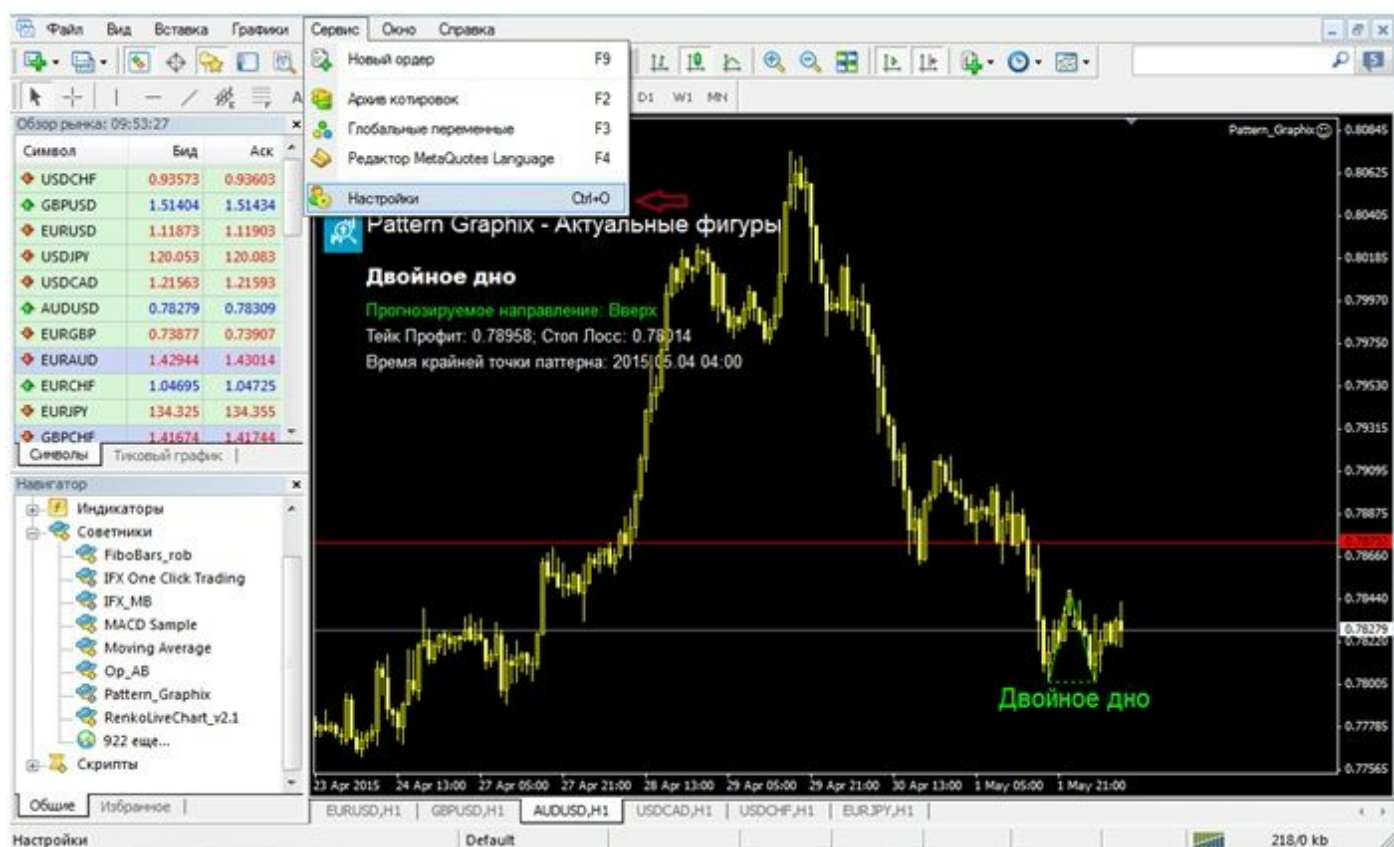 Файл Вид Вставка Графики Сервис Окно Справка
Новый ордер F9
Архив котировок F2
Глобальные переменные F3
Редактор MetaQuotes Language F4
Настройки Ctrl+O
A
D1 W1 MN
5
Обзор рынка: 09:53:27
Символ Бид Аск
USDCHF 0.93573 0.93603
GBPUSD 1.51404 1.51434
EURUSD 1.11873 1.11903
USDJPY 120.053 120.083
USDCAD 1.21563 1.21593
AUDUSD 0.78279 0.78309
EURGBP 0.73877 0.73907
EURAUD 1.42944 1.43014
EURCHF 1.04695 1.04725
EURJPY 134.325 134.355
GBPCHF 1.41674 1.41744
Символы Тиковый график
Навигатор
Индикаторы
Советники
FiboBars_rob
IFX One Click Trading
IFX_MB
MACD Sample
Moving Average
Op_AB
Pattern_Graphix
RenkoLiveChart_v2.1
922 еще...
Скрипты
Общие Избранное
Pattern_Graphix
Pattern Graphix - Актуальные фигуры
Двойное дно
Прогнозируемое направление: Вверх
Тейк Профит: 0.78958; Стоп Лосс: 0.78014
Время крайней точки паттерна: 2015.05.04 04:00
Двойное дно
0.80845
0.80625
0.80405
0.80185
0.79970
0.79750
0.79530
0.79315
0.79095
0.78875
0.78660
0.78440
0.78279
0.78220
0.78005
0.77785
0.77565
23 Apr 2015 24 Apr 13:00 27 Apr 05:00 27 Apr 21:00 28 Apr 13:00 29 Apr 05:00 29 Apr 21:00 30 Apr 13:00 1 May 05:00 1 May 21:00
EURUSD,H1 GBPUSD,H1 AUDUSD,H1 USDCAD,H1 USDCHF,H1 EURJPY,H1
Настройки Default 218/0 kb